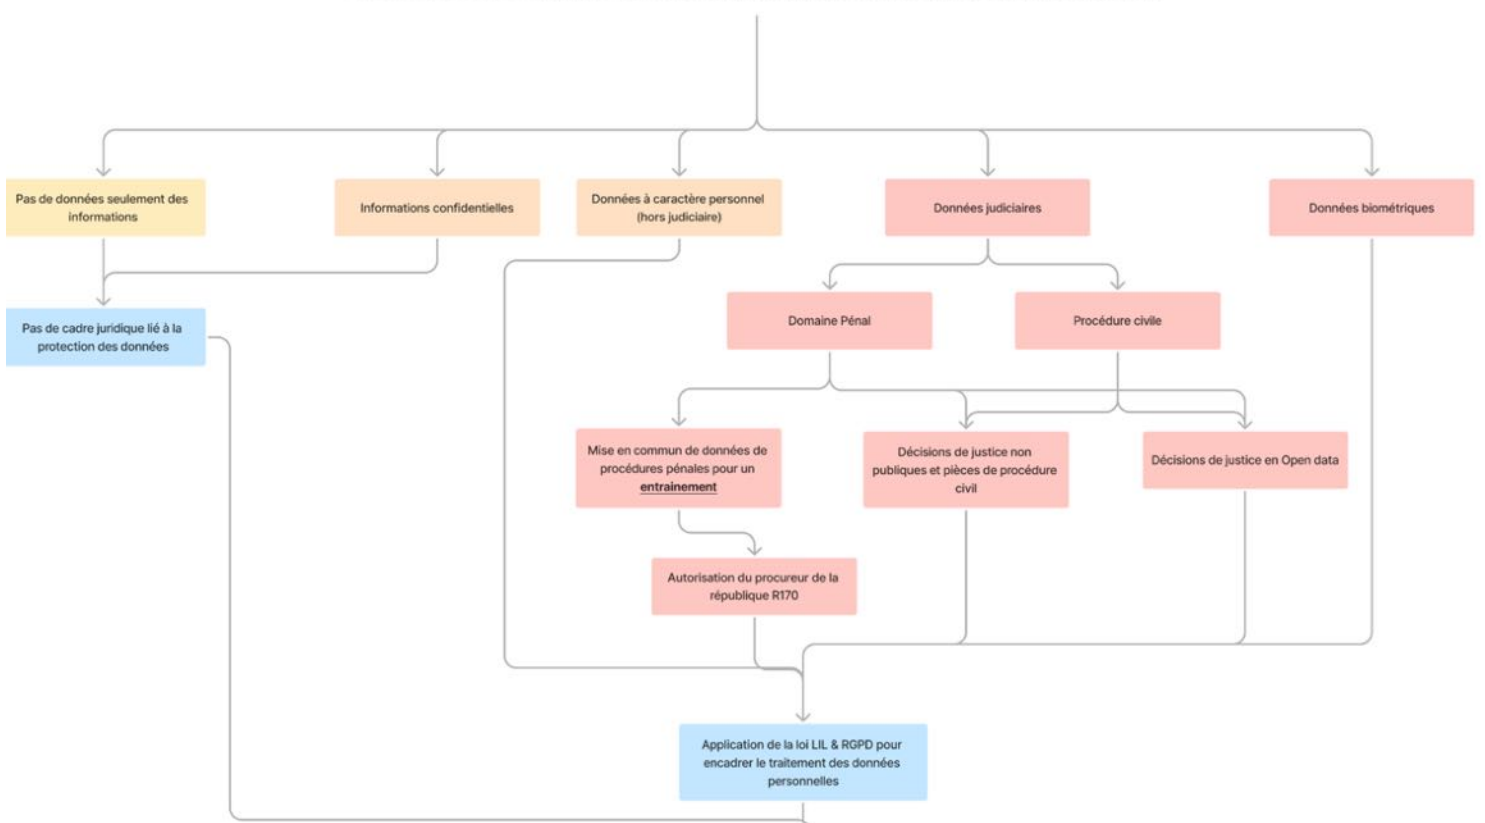 Pas de données seulement des
informations
Informations confidentielles
Données à caractère personnel
(hors judiciaire)
Données judiciaires
Données biométriques
Pas de cadre juridique lié à la
protection des données
Domaine Pénal
Procédure civile
Mise en commun de données de
procédures pénales pour un
entrainement
Décisions de justice non
publiques et pièces de procédure
civil
Décisions de justice en Open data
Autorisation du procureur de la
république R170
Application de la loi LIL & RGPD pour
encadrer le traitement des données
personnelles